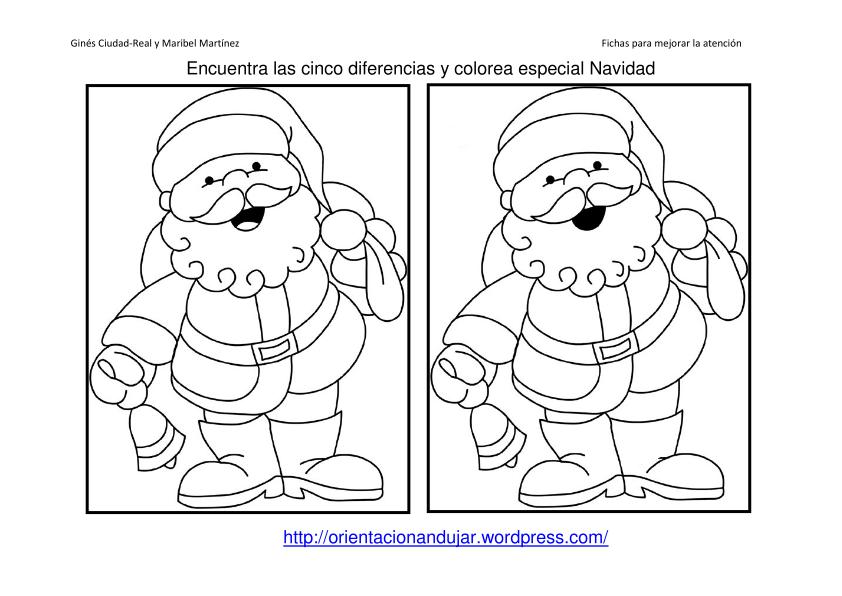 Ginés Ciudad-Real y Maribel Martínez
Fichas para mejorar la atención
Encuentra las cinco diferencias y colorea especial Navidad
http://orientacionandujar.wordpress.com/